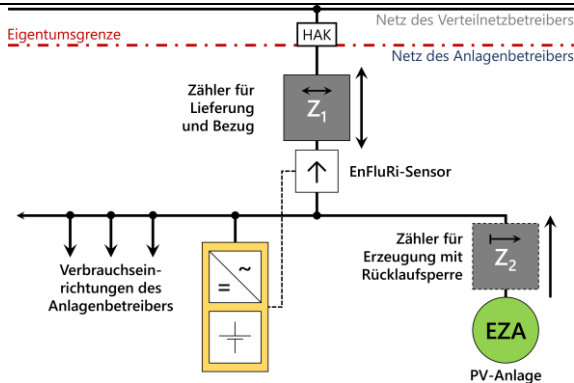 Netz des Verteilnetzbetreibers
Eigentumsgrenze
HAK
Netz des Anlagenbetreibers
Zähler für
Lieferung
und Bezug
Z1
EnFluRi-Sensor
Zähler für
Erzeugung mit
Rücklaufsperre
Z2
Verbrauchsein-
richtungen des
Anlagenbetreibers
~
=
EZA
PV-Anlage